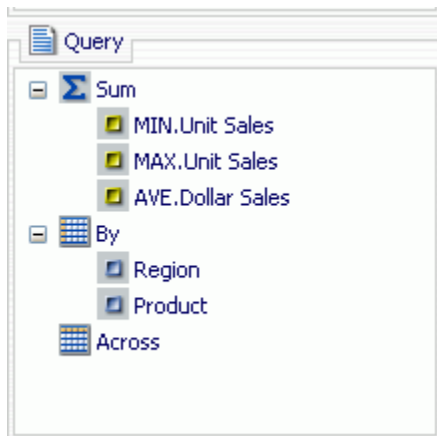 Query
Sum
MIN.Unit Sales
MAX.Unit Sales
AVE.Dollar Sales
By
Region
Product
Across